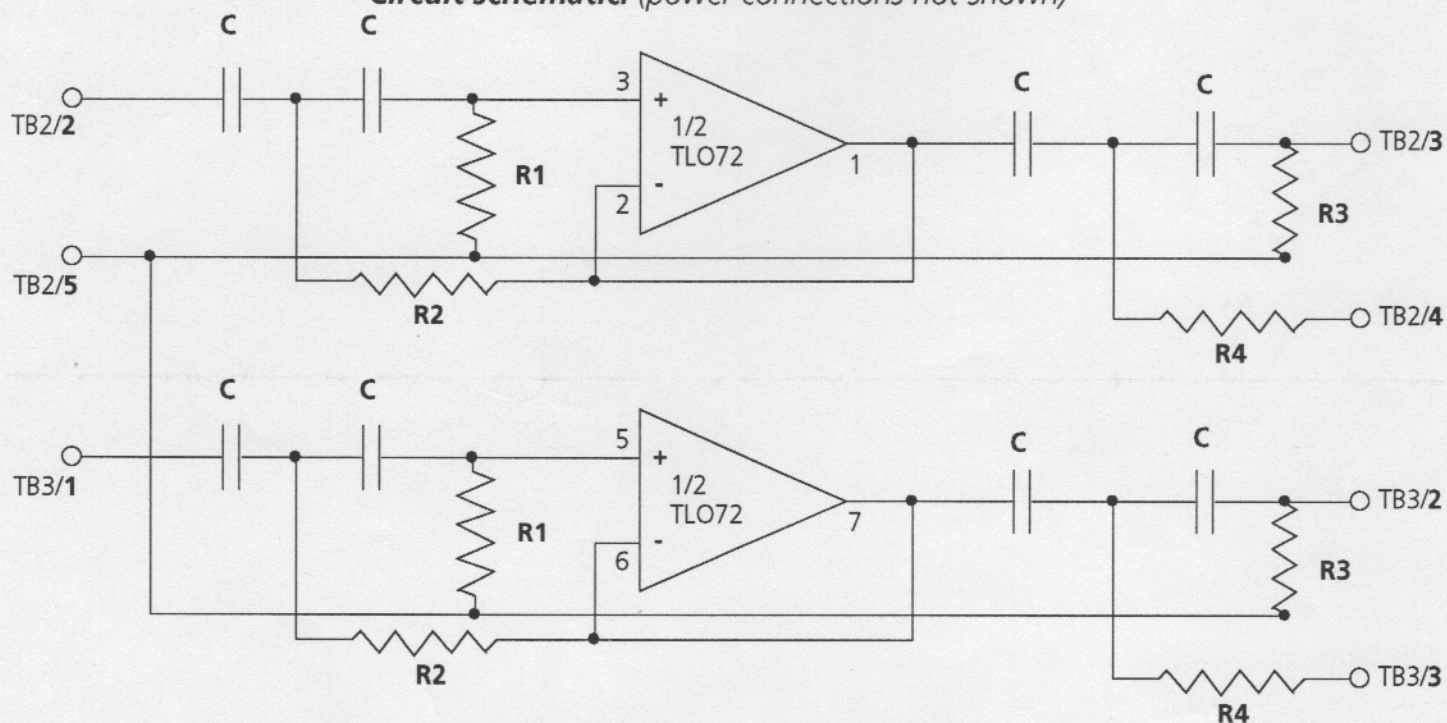 Circuit schematic: (power connections not shown)
C C
C C
3
+
TB2/2
1/2
TLO72
TB2/3
R1
1
-
2
R3
TB2/5
R2
TB2/4
R4
C C
C C
5
+
TB3/1
1/2
TLO72
TB3/2
R1
7
-
6
R3
R2
TB3/3
R4